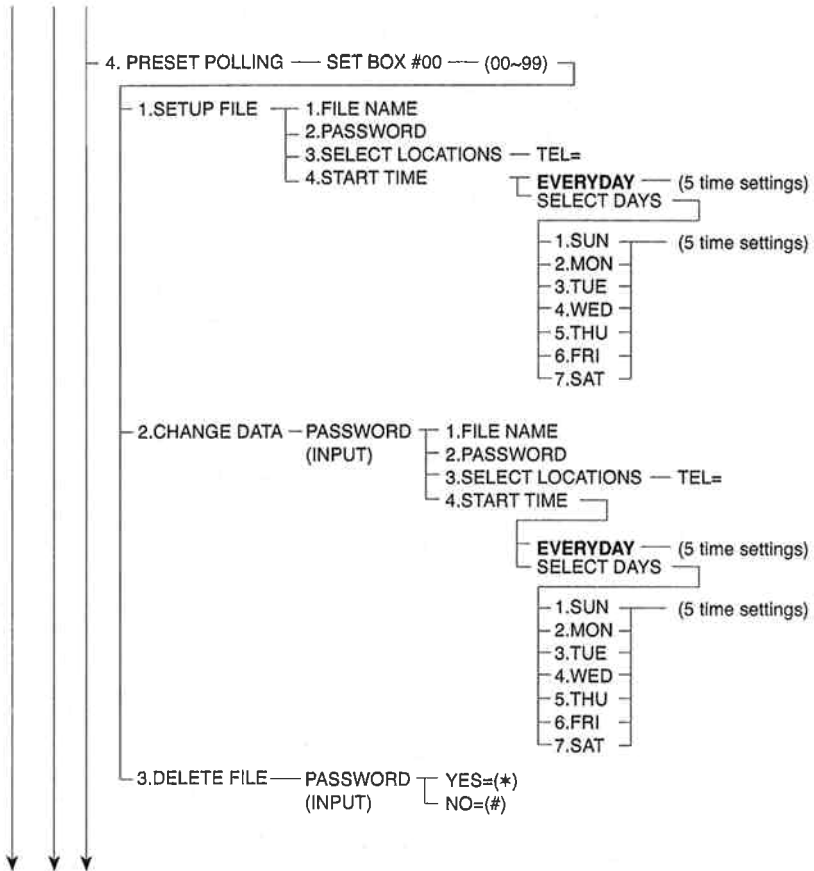 4. PRESET POLLING — SET BOX #00 — (00~99)
1.SETUP FILE
1.FILE NAME
2.PASSWORD
3.SELECT LOCATIONS — TEL=
4.START TIME
EVERYDAY — (5 time settings)
SELECT DAYS
1.SUN — (5 time settings)
2.MON
3.TUE
4.WED
5.THU
6.FRI
7.SAT
2.CHANGE DATA — PASSWORD
(INPUT)
1.FILE NAME
2.PASSWORD
3.SELECT LOCATIONS — TEL=
4.START TIME
EVERYDAY — (5 time settings)
SELECT DAYS
1.SUN — (5 time settings)
2.MON
3.TUE
4.WED
5.THU
6.FRI
7.SAT
3.DELETE FILE — PASSWORD
(INPUT)
YES=(*)
NO=(#)